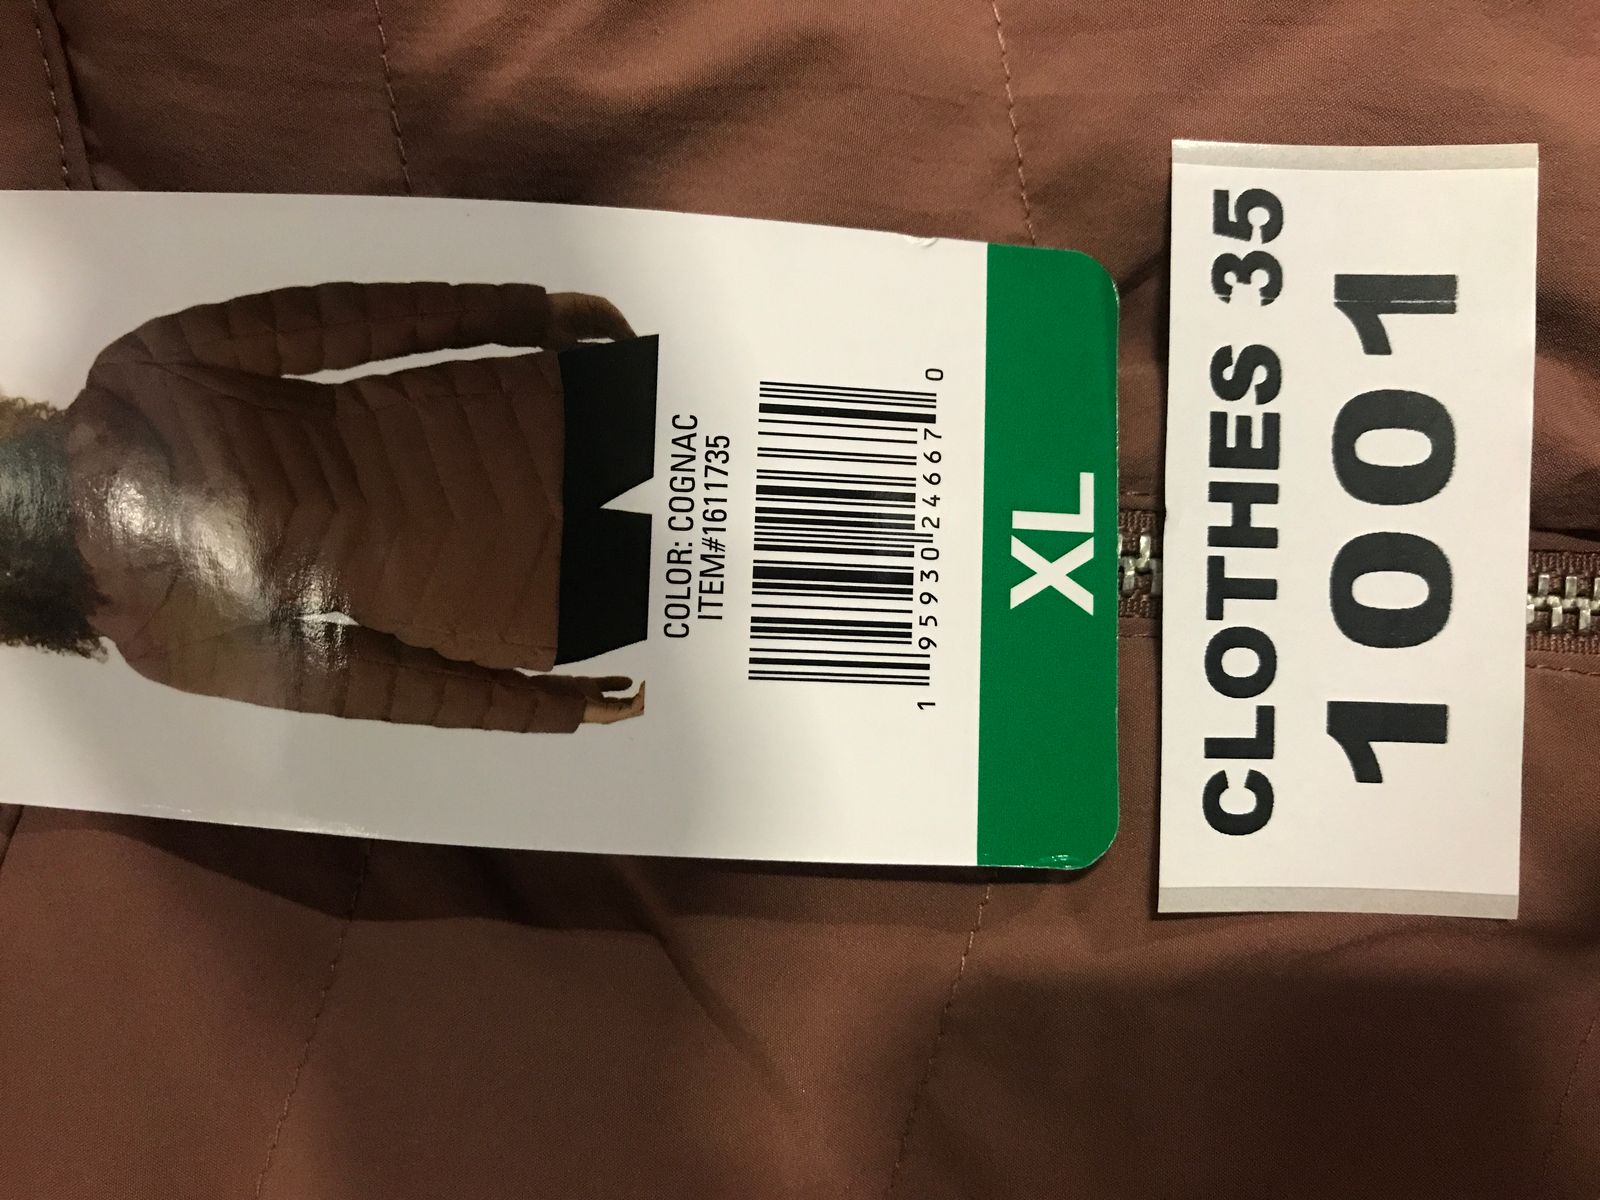 COLOR: COGNAC
ITEM#1611735
1 95930 24667 0
XL
CLOTHES 35
1001